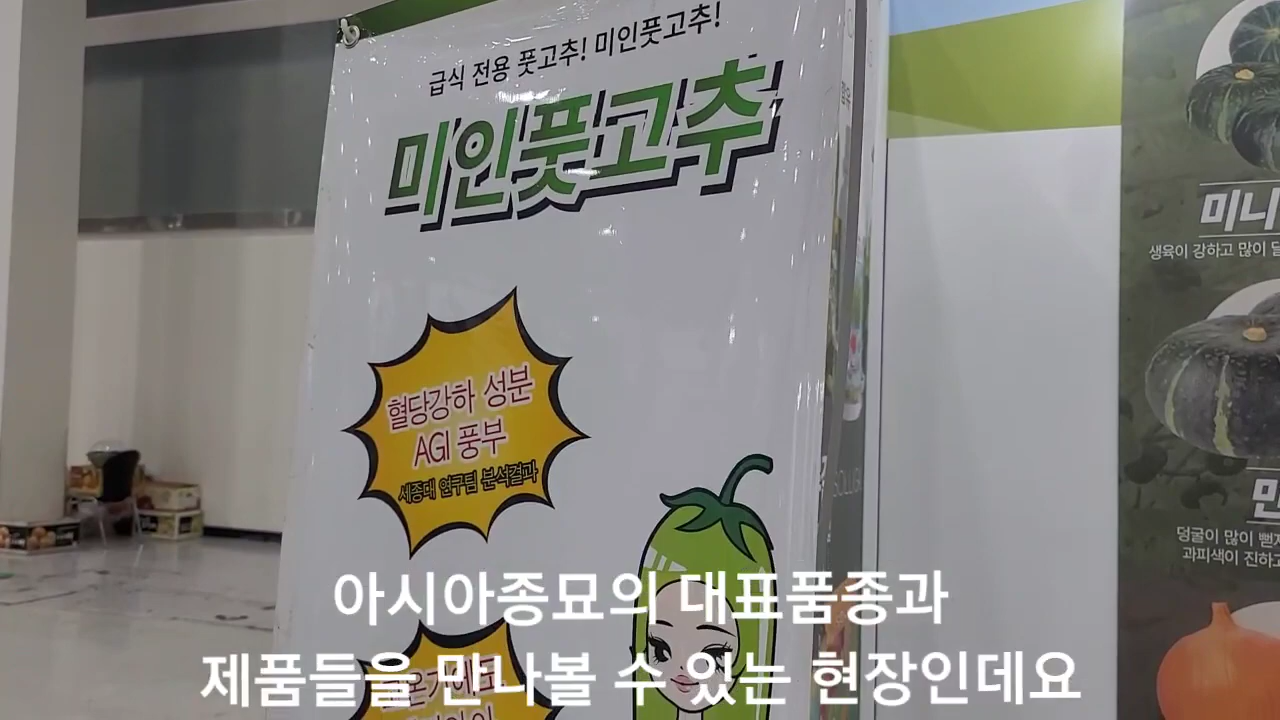 급식 전용 풋고추! 미인풋고추!
미인풋고추
혈당강하 성분
AGI 풍부
세종대 연구팀 분석결과
미니
생육이 강하고 많이
만
덩굴이 많이 뻗
과피색이 진하고
아시아종묘의 대표품종과
제품들을 만나볼 수 있는 현장인데요